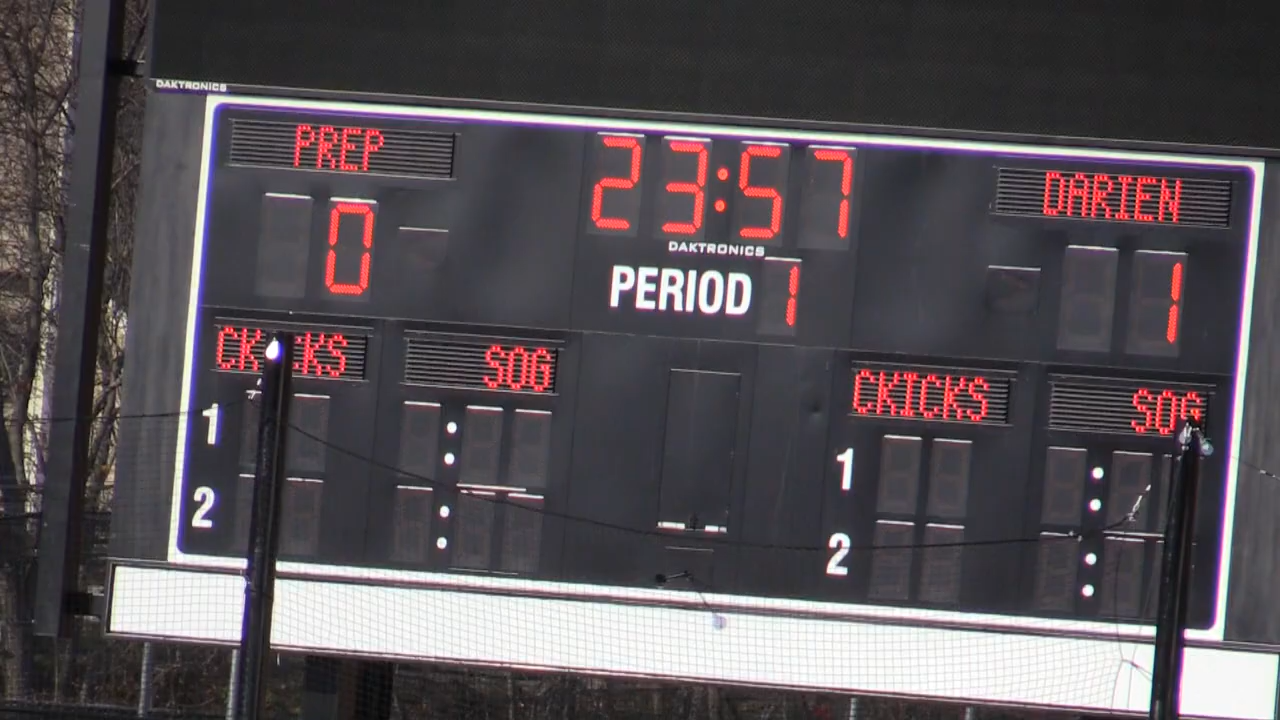 DAKTRONICS
PREP 23:57 DARIEN
0 DAKTRONICS 1
PERIOD 1
SOG CKICKS SOG
1 1
2 2